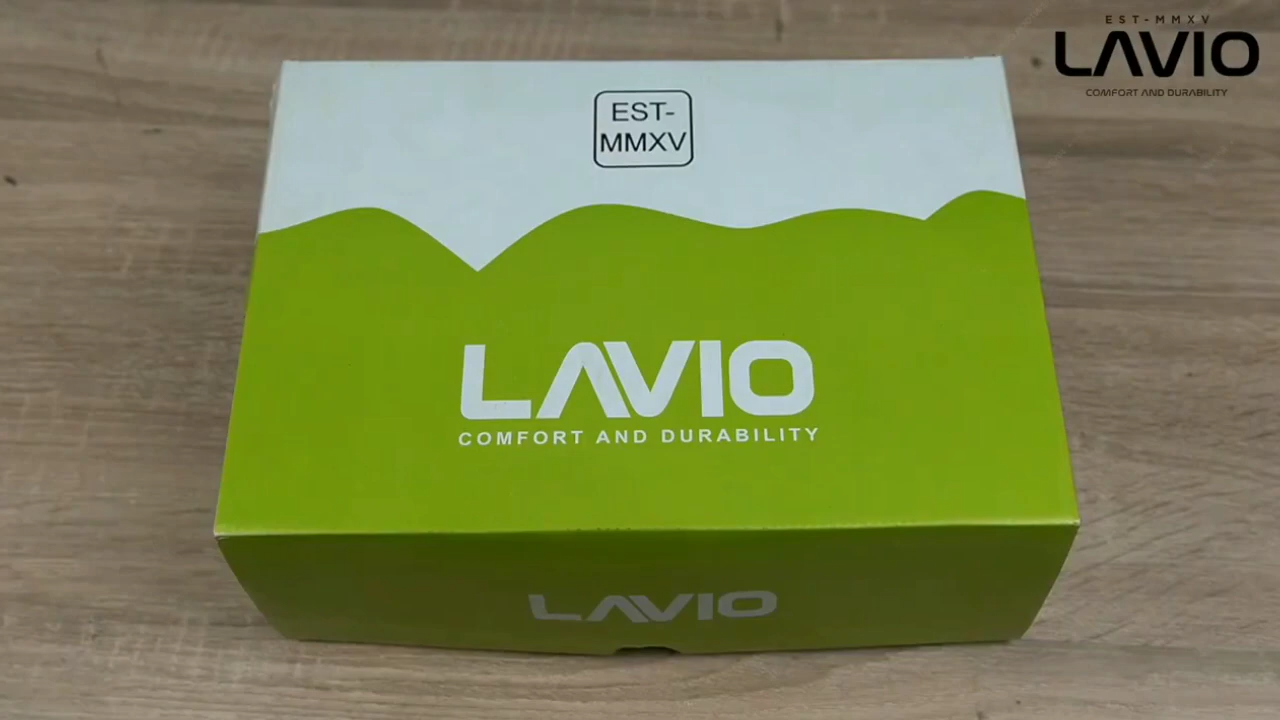 EST-MMXV
LAVIO
COMFORT AND DURABILITY
EST-
MMXV
LAVIO
COMFORT AND DURABILITY
LAVIO